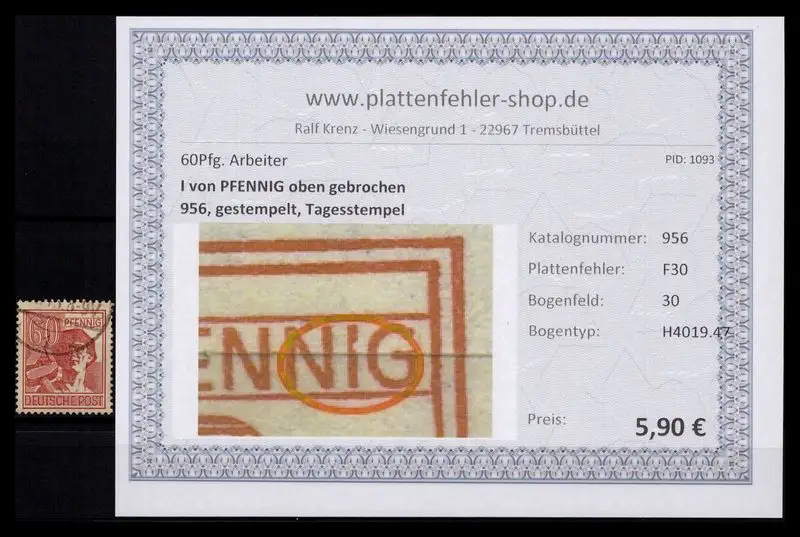 www.plattenfehler-shop.de
Ralf Krenz - Wiesengrund 1 - 22967 Tremsbüttel
60Pfg. Arbeiter
PID: 1093
I von PFENNIG oben gebrochen
956, gestempelt, Tagesstempel
Katalognummer: 956
Plattenfehler: F30
Bogenfeld: 30
Bogentyp: H4019.47
Preis: 5,90 €
ENNIG
60 PFENNIG
DEUTSCHE POST